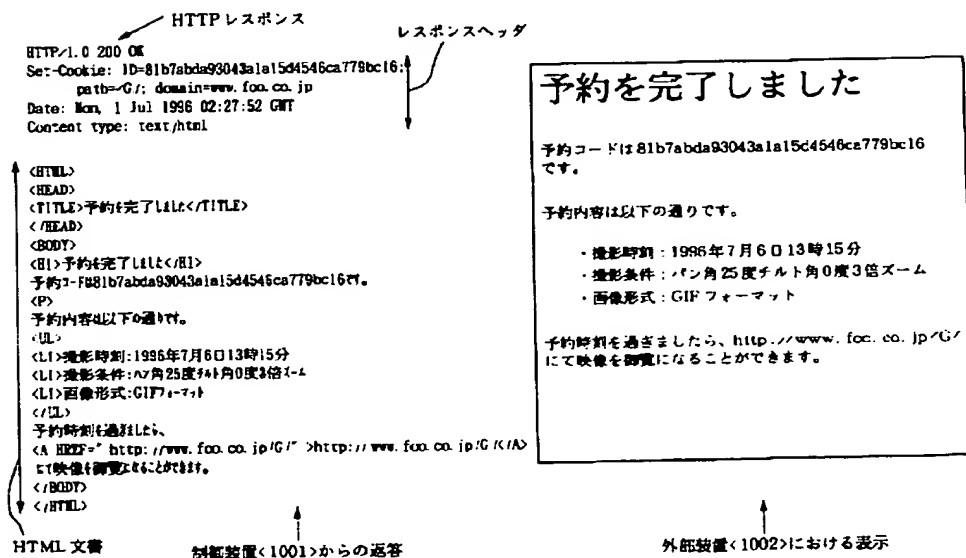 HTTPレスポンス
レスポンスヘッダ
HTTP/1.0 200 OK
Set-Cookie: ID=81b7abda93043a1a15d4546ca779bc16;
path=/G/; domain=www.foo.co.jp
Date: Mon, 1 Jul 1996 02:27:52 GMT
Content type: text/html
<HTML>
<HEAD>
<TITLE>予約を完了しました</TITLE>
</HEAD>
<BODY>
<H1>予約を完了しました</H1>
予約コードは81b7abda93043a1a15d4546ca779bc16です。
<P>
予約内容は以下の通りです。
<UL>
<LI>撮影時刻:1996年7月6日13時15分
<LI>撮影条件:パン角25度チルト角0度3倍ズーム
<LI>画像形式:GIFフォーマット
</UL>
予約時刻を過ぎましたら、
<A HREF="http://www.foo.co.jp/G/">http://www.foo.co.jp/G/</A>
にて映像を御覧になることができます。
</BODY>
</HTML>
HTML文書
制御装置<1001>からの返答
予約を完了しました
予約コードは81b7abda93043a1a15d4546ca779bc16
です。
予約内容は以下の通りです。
・撮影時刻:1996年7月6日13時15分
・撮影条件:パン角25度チルト角0度3倍ズーム
・画像形式:GIFフォーマット
予約時刻を過ぎましたら、http://www.foo.co.jp/G/
にて映像を御覧になることができます。
外部装置<1002>における表示